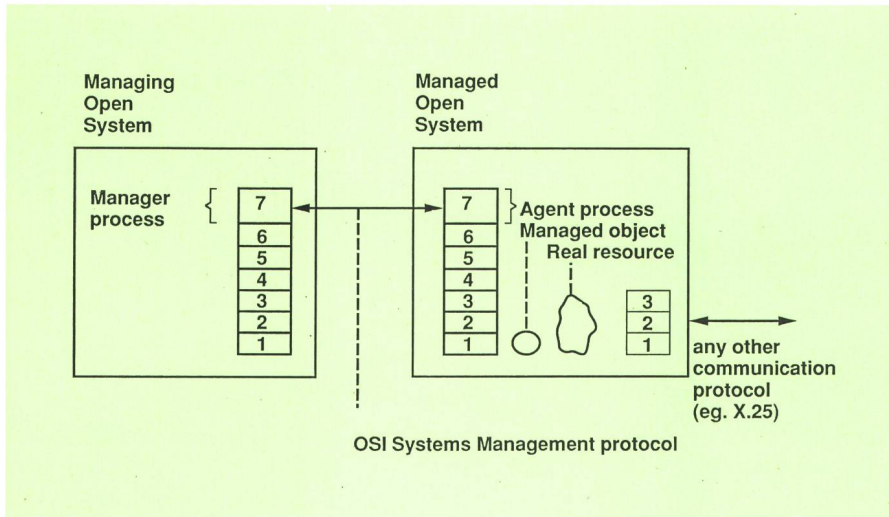 Managing
Open
System
Managed
Open
System
Manager
process
7
6
5
4
3
2
1
7
6
5
4
3
2
1
Agent process
Managed object
Real resource
3
2
1
any other
communication
protocol
(eg. X.25)
OSI Systems Management protocol